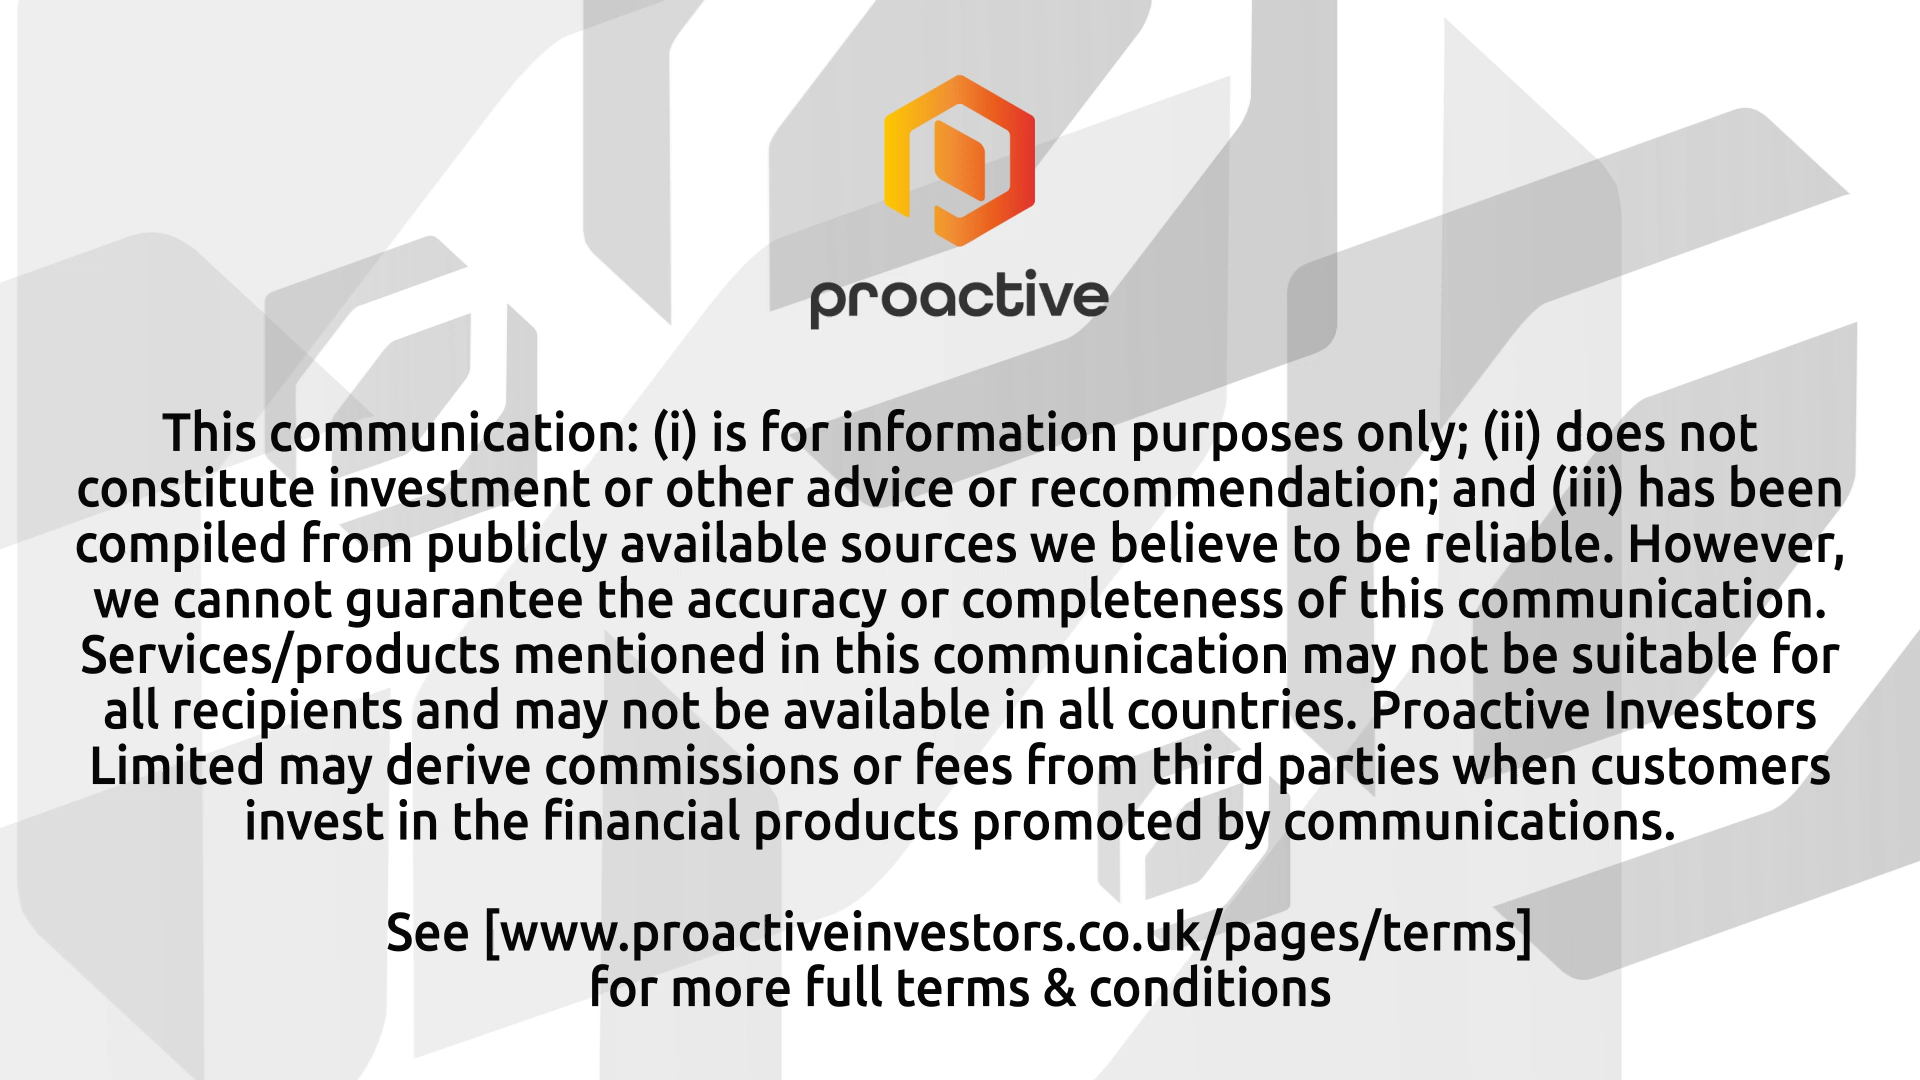 proactive
This communication: (i) is for information purposes only; (ii) does not
constitute investment or other advice or recommendation; and (iii) has been
compiled from publicly available sources we believe to be reliable. However,
we cannot guarantee the accuracy or completeness of this communication.
Services/products mentioned in this communication may not be suitable for
all recipients and may not be available in all countries. Proactive Investors
Limited may derive commissions or fees from third parties when customers
invest in the financial products promoted by communications.
See [www.proactiveinvestors.co.uk/pages/terms]
for more full terms & conditions